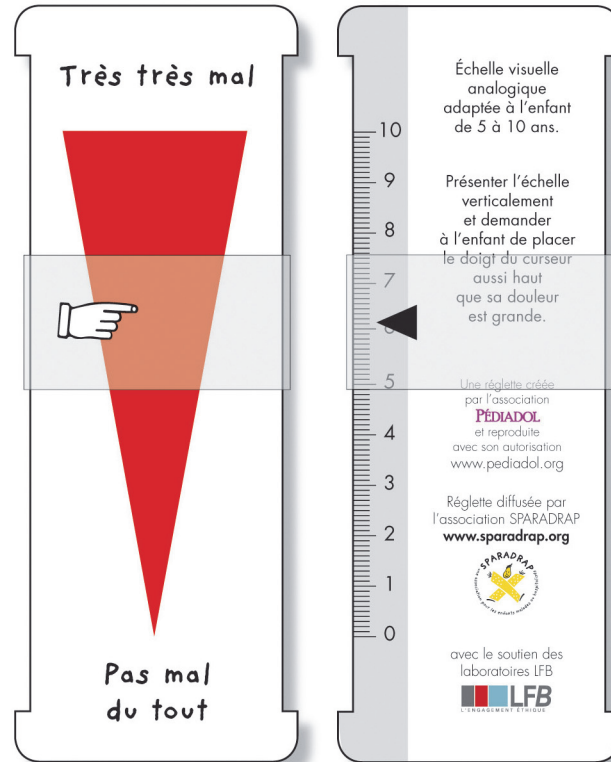 Très très mal
Pas mal
du tout
Échelle visuelle
analogique
adaptée à l'enfant
de 5 à 10 ans.
Présenter l'échelle
verticalement
et demander
à l'enfant de placer
le doigt du curseur
aussi haut
que sa douleur
est grande.
10
9
8
7
6
5
4
3
2
1
0
Une réglette créée
par l'association
PÉDIADOL
et reproduite
avec son autorisation
www.pediadol.org
Réglette diffusée par
l'association SPARADRAP
www.sparadrap.org
SPARADRAP
avec le soutien des
laboratoires LFB
LFB
L'ENGAGEMENT ÉTHIQUE